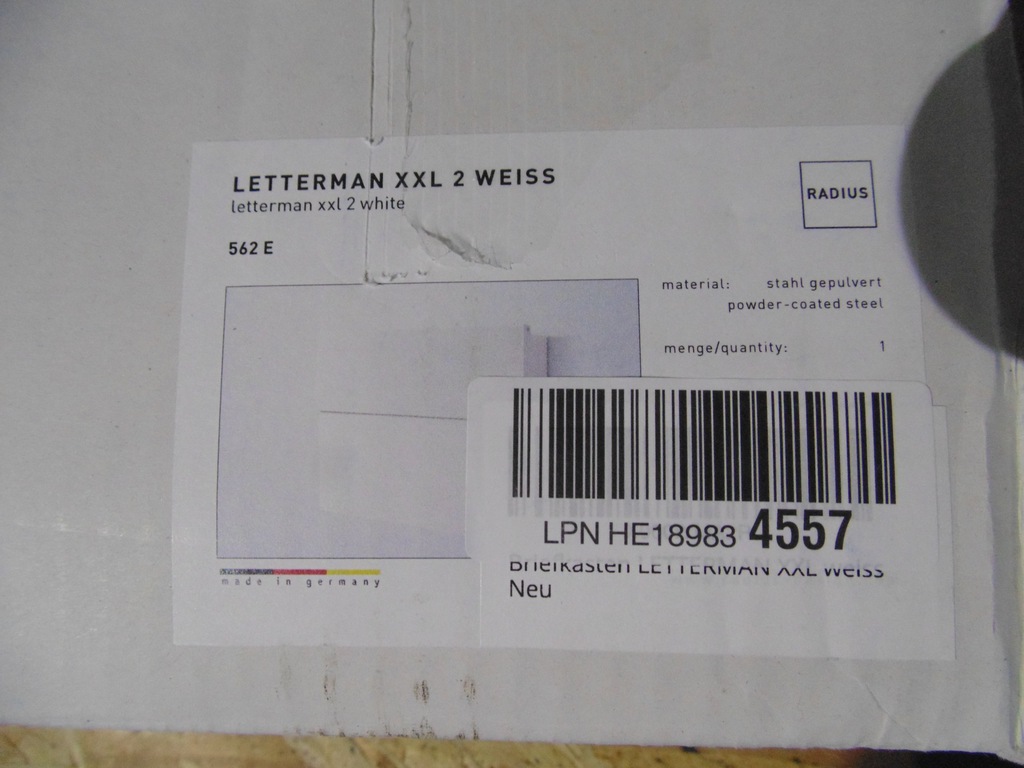 LETTERMAN XXL 2 WEISS
letterman xxl 2 white
562 E
RADIUS
material: stahl gepulvert
powder-coated steel
menge/quantity: 1
LPN HE18983 4557
Briefkasten LETTERMAN XXL Weiss
Neu
made in germany